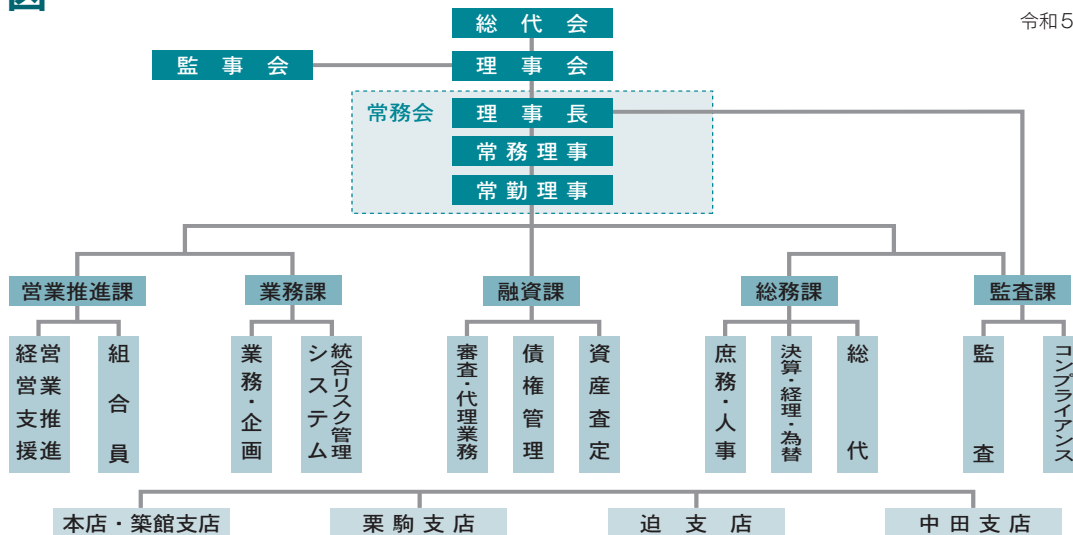 図
令和5
総代会
監事会
理事会
常務会
理事長
常務理事
常勤理事
営業推進課
業務課
融資課
総務課
監査課
営業推進
経営支援
組合員
業務・企画
統合リスク管理
システム
審査・代理業務
債権管理
資産査定
庶務・人事
決算・経理・為替
総代
監査
コンプライアンス
本店・築館支店
栗駒支店
迫支店
中田支店